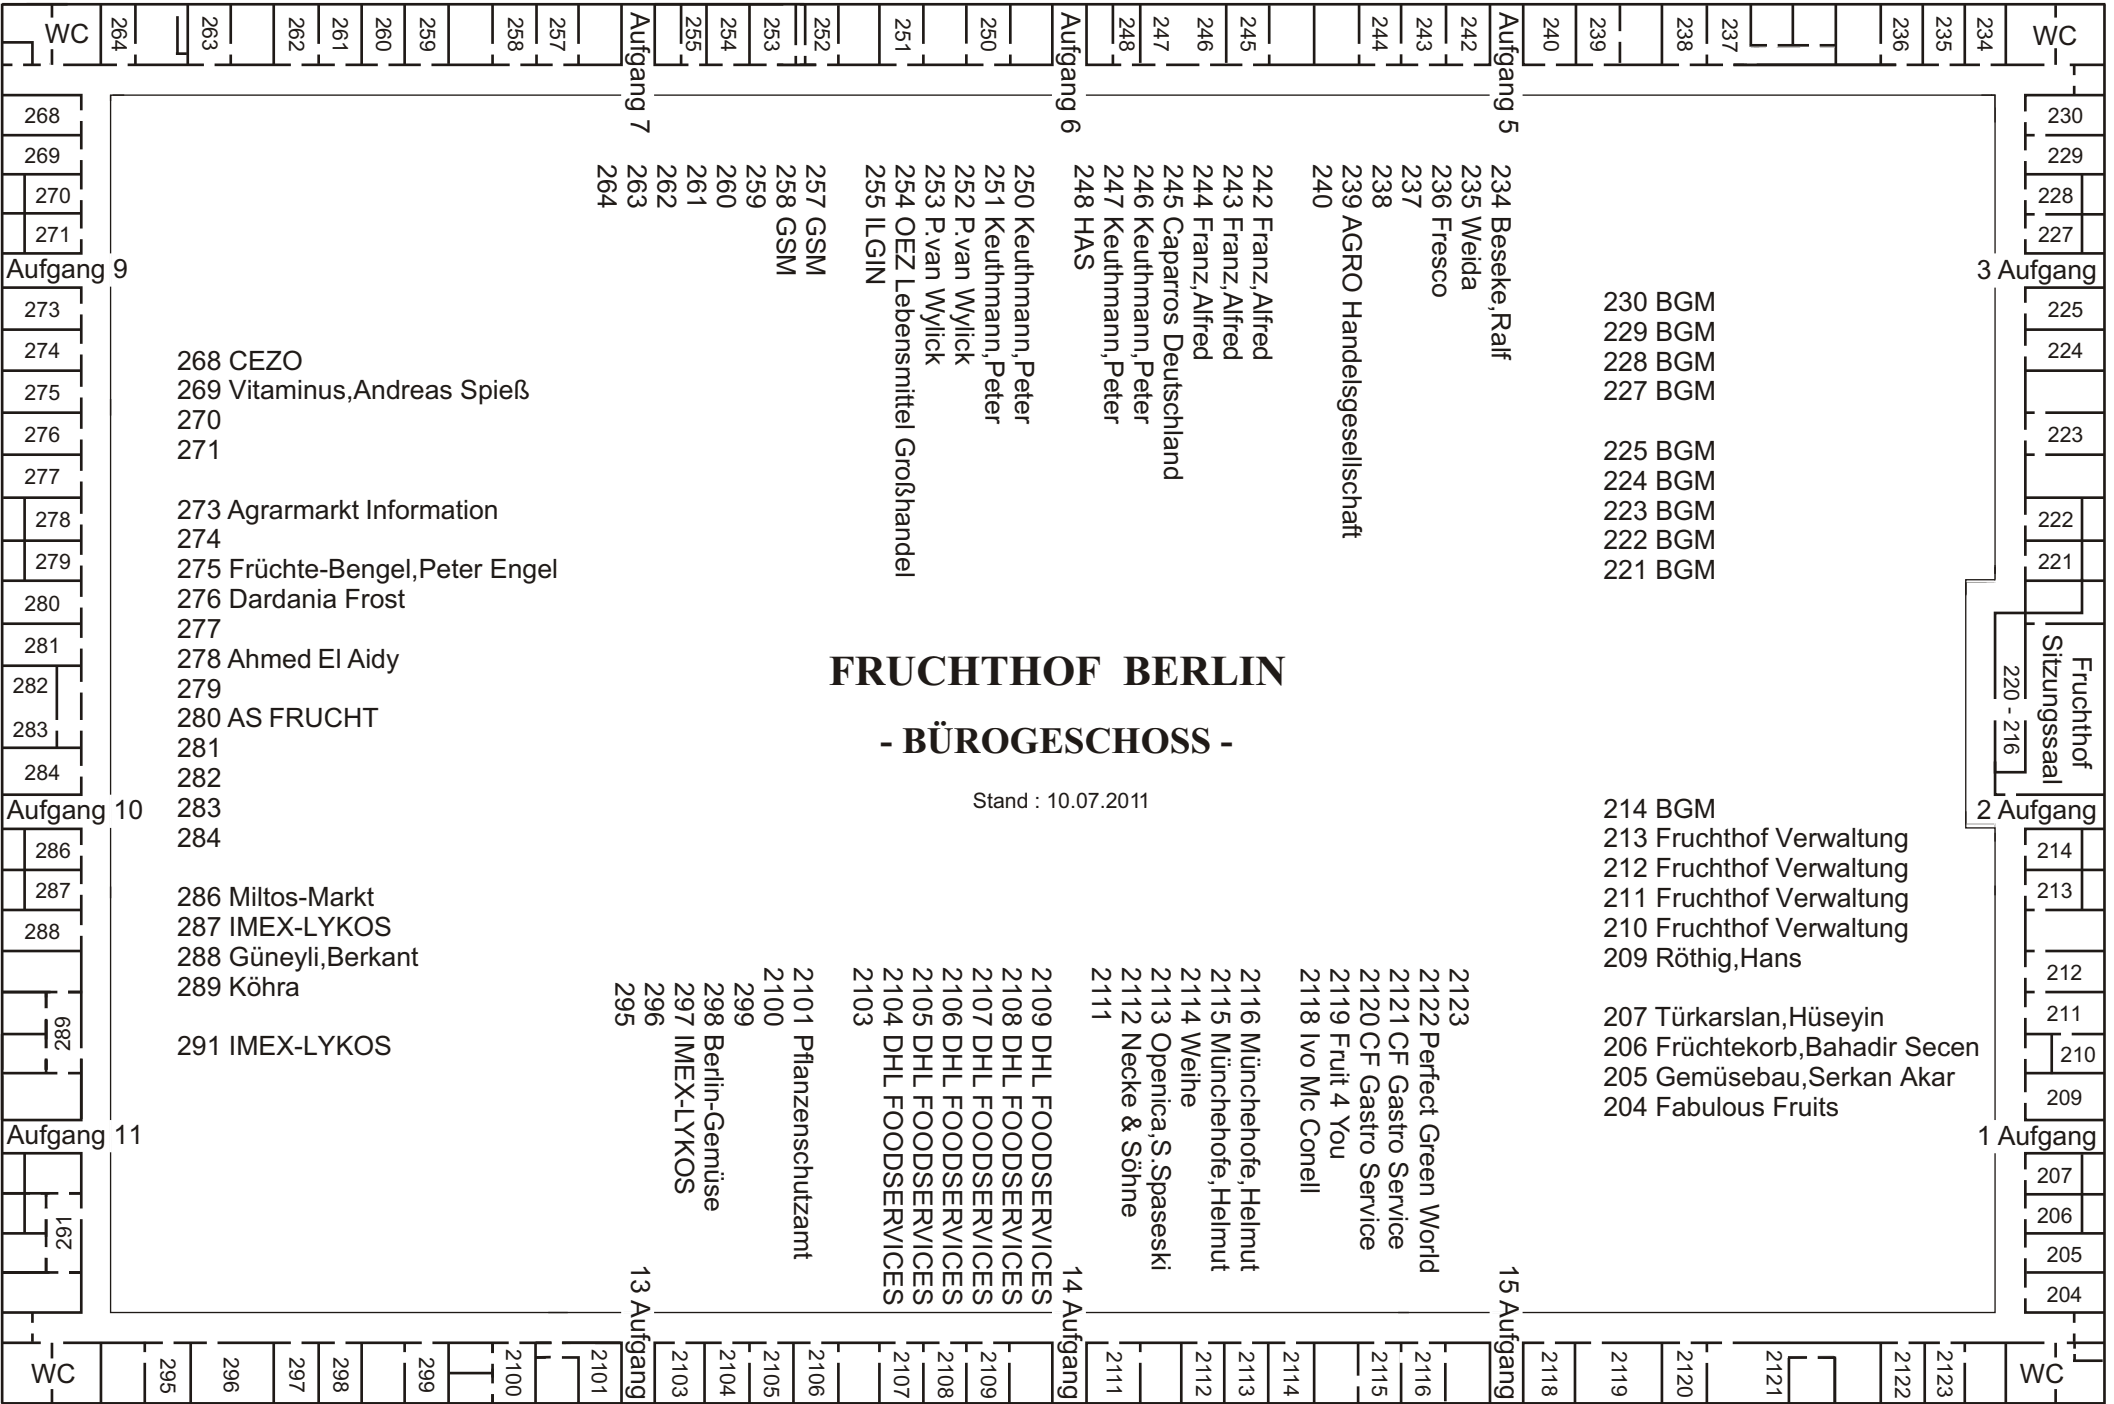 WC
264
263
262
261
260
259
258
257
Aufgang 7
255
254
253
252
251
250
Aufgang 6
248
247
246
245
244
243
242
Aufgang 5
240
239
238
237
236
235
234
WC
268
269
270
271
Aufgang 9
273
274
275
276
277
278
279
280
281
282
283
284
Aufgang 10
286
287
288
289
Aufgang 11
291
WC
268 CEZO
269 Vitaminus,Andreas Spieß
270
271
273 Agrarmarkt Information
274
275 Früchte-Bengel,Peter Engel
276 Dardania Frost
277
278 Ahmed El Aidy
279
280 AS FRUCHT
281
282
283
284
286 Miltos-Markt
287 IMEX-LYKOS
288 Güneyli,Berkant
289 Köhra
291 IMEX-LYKOS
234 Beseke,Ralf
235 Weida
236 Fresco
237
238
239 AGRO Handelsgesellschaft
240
242 Franz,Alfred
243 Franz,Alfred
244 Franz,Alfred
245 Caparros Deutschland
246 Keuthmann,Peter
247 Keuthmann,Peter
248 HAS
250 Keuthmann,Peter
251 Keuthmann,Peter
252 P.van Wylick
253 P.van Wylick
254 OEZ Lebensmittel Großhandel
255 ILGIN
257 GSM
258 GSM
259
260
261
262
263
264
FRUCHTHOF BERLIN
- BÜROGESCHOSS -
Stand : 10.07.2011
230 BGM
229 BGM
228 BGM
227 BGM
225 BGM
224 BGM
223 BGM
222 BGM
221 BGM
214 BGM
213 Fruchthof Verwaltung
212 Fruchthof Verwaltung
211 Fruchthof Verwaltung
210 Fruchthof Verwaltung
209 Röthig,Hans
207 Türkarslan,Hüseyin
206 Früchtekorb,Bahadir Secen
205 Gemüsebau,Serkan Akar
204 Fabulous Fruits
2123
2122 Perfect Green World
2121 CF Gastro Service
2120 CF Gastro Service
2119 Fruit 4 You
2118 Ivo Mc Conell
2116 Münchehofe,Helmut
2115 Münchehofe,Helmut
2114 Weihe
2113 Openica,S.Spaseski
2112 Necke & Söhne
2111
2109 DHL FOODSERVICES
2108 DHL FOODSERVICES
2107 DHL FOODSERVICES
2106 DHL FOODSERVICES
2105 DHL FOODSERVICES
2104 DHL FOODSERVICES
2103
2101 Pflanzenschutzamt
2100
299
298 Berlin-Gemüse
297 IMEX-LYKOS
296
295
230
229
228
227
3 Aufgang
225
224
223
222
221
Fruchthof
Sitzungssaal
220 - 216
2 Aufgang
214
213
212
211
210
209
1 Aufgang
207
206
205
204
295
296
297
298
299
2100
2101
13 Aufgang
2103
2104
2105
2106
2107
2108
2109
14 Aufgang
2111
2112
2113
2114
2115
2116
15 Aufgang
2118
2119
2120
2121
2122
2123
WC